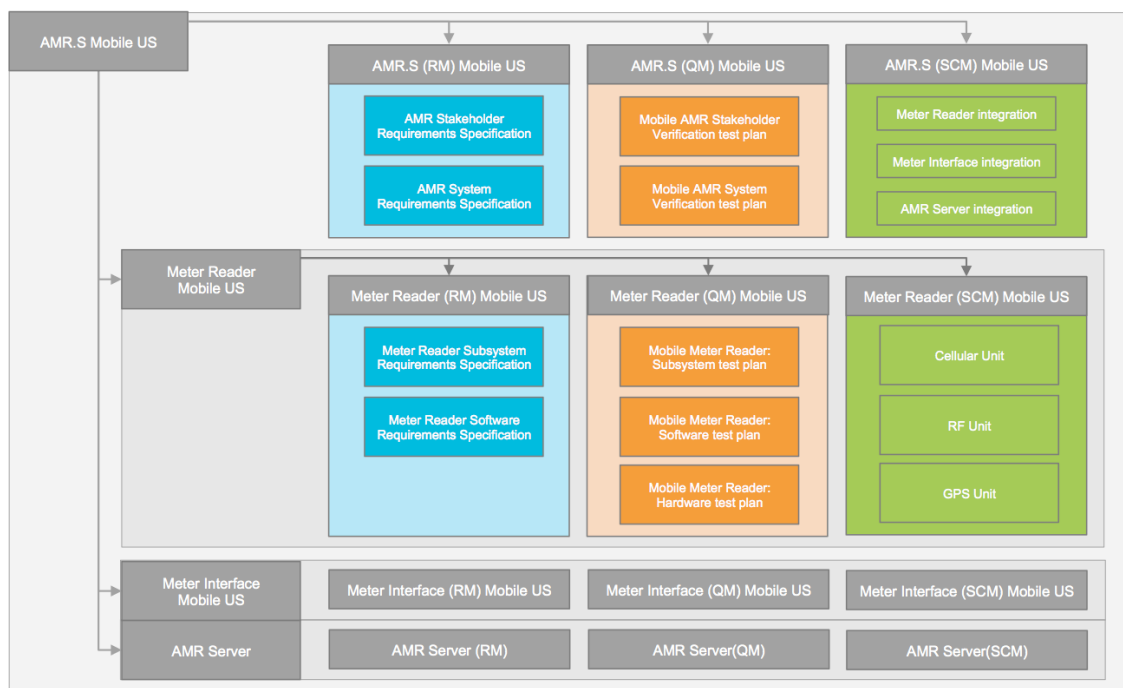 AMR.S Mobile US
AMR.S (RM) Mobile US
AMR.S (QM) Mobile US
AMR.S (SCM) Mobile US
AMR Stakeholder
Requirements Specification
AMR System
Requirements Specification
Mobile AMR Stakeholder
Verification test plan
Mobile AMR System
Verification test plan
Meter Reader integration
Meter Interface integration
AMR Server integration
Meter Reader
Mobile US
Meter Reader (RM) Mobile US
Meter Reader (QM) Mobile US
Meter Reader (SCM) Mobile US
Meter Reader Subsystem
Requirements Specification
Meter Reader Software
Requirements Specification
Mobile Meter Reader:
Subsystem test plan
Mobile Meter Reader:
Software test plan
Mobile Meter Reader:
Hardware test plan
Cellular Unit
RF Unit
GPS Unit
Meter Interface
Mobile US
Meter Interface (RM) Mobile US
Meter Interface (QM) Mobile US
Meter Interface (SCM) Mobile US
AMR Server
AMR Server (RM)
AMR Server(QM)
AMR Server(SCM)